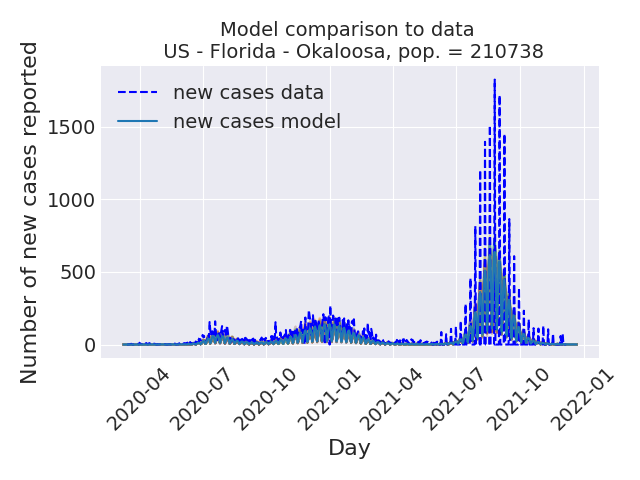 Model comparison to data
US - Florida - Okaloosa, pop. = 210738
new cases data
new cases model
Number of new cases reported
1500
1000
500
0
2020-04
2020-07
2020-10
2021-01
2021-04
2021-07
2021-10
2022-01
Day